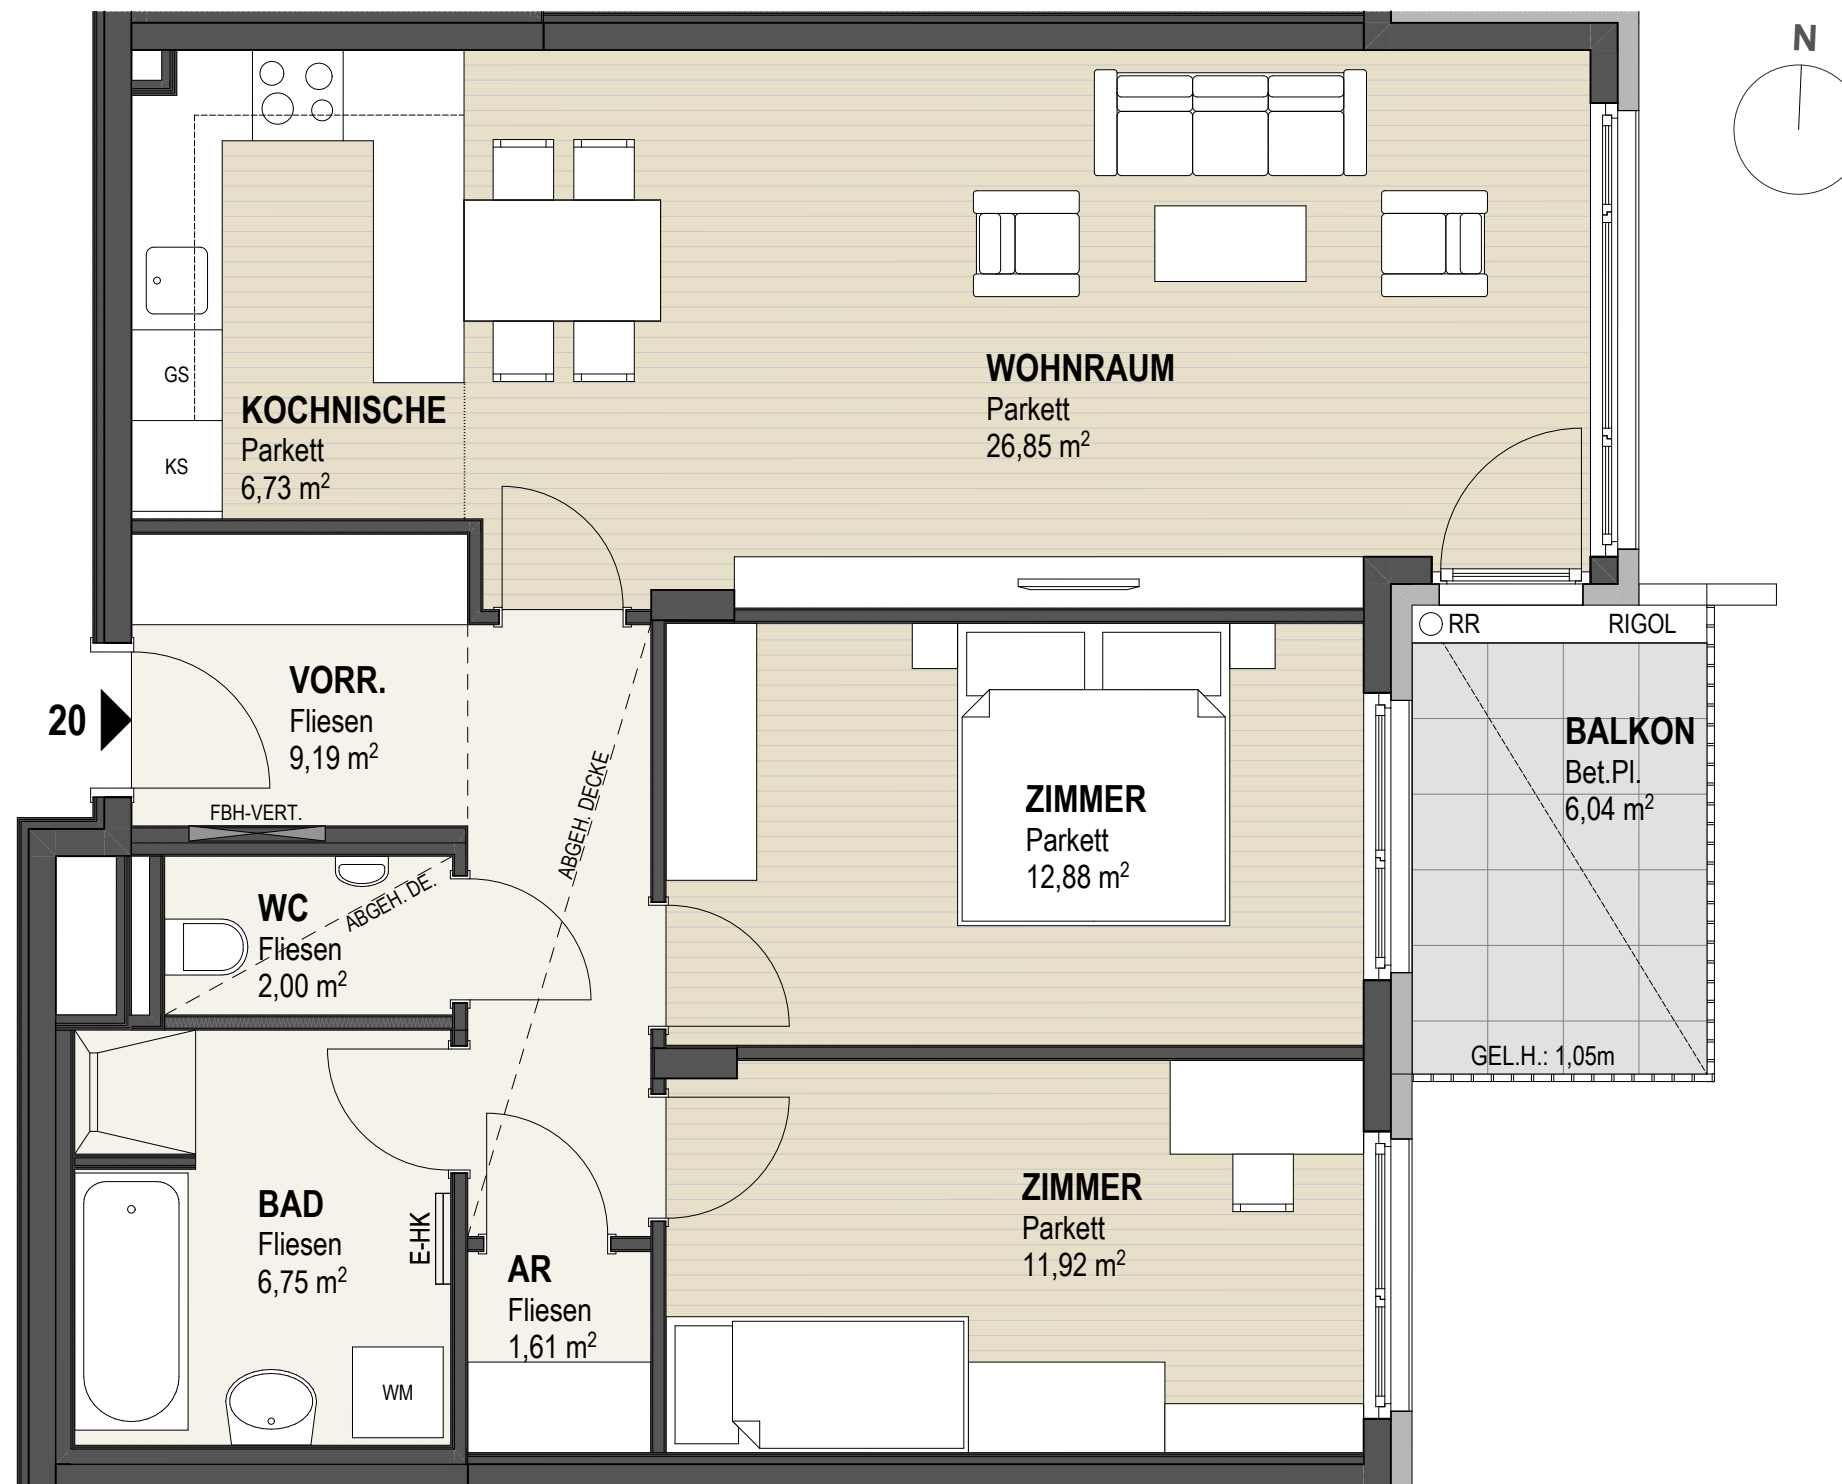 N
WOHNRAUM
Parkett
26,85 m²
GS
KOCHNISCHE
Parkett
6,73 m²
KS
RR
RIGOL
VORR.
Fliesen
9,19 m²
20
FBH-VERT.
ABGEH. DECKE
BALKON
Bet.Pl.
6,04 m²
ZIMMER
Parkett
12,88 m²
WC
Fliesen
2,00 m²
ABGEH. DE.
GEL.H.: 1,05m
BAD
Fliesen
6,75 m²
E-HK
AR
Fliesen
1,61 m²
ZIMMER
Parkett
11,92 m²
WM